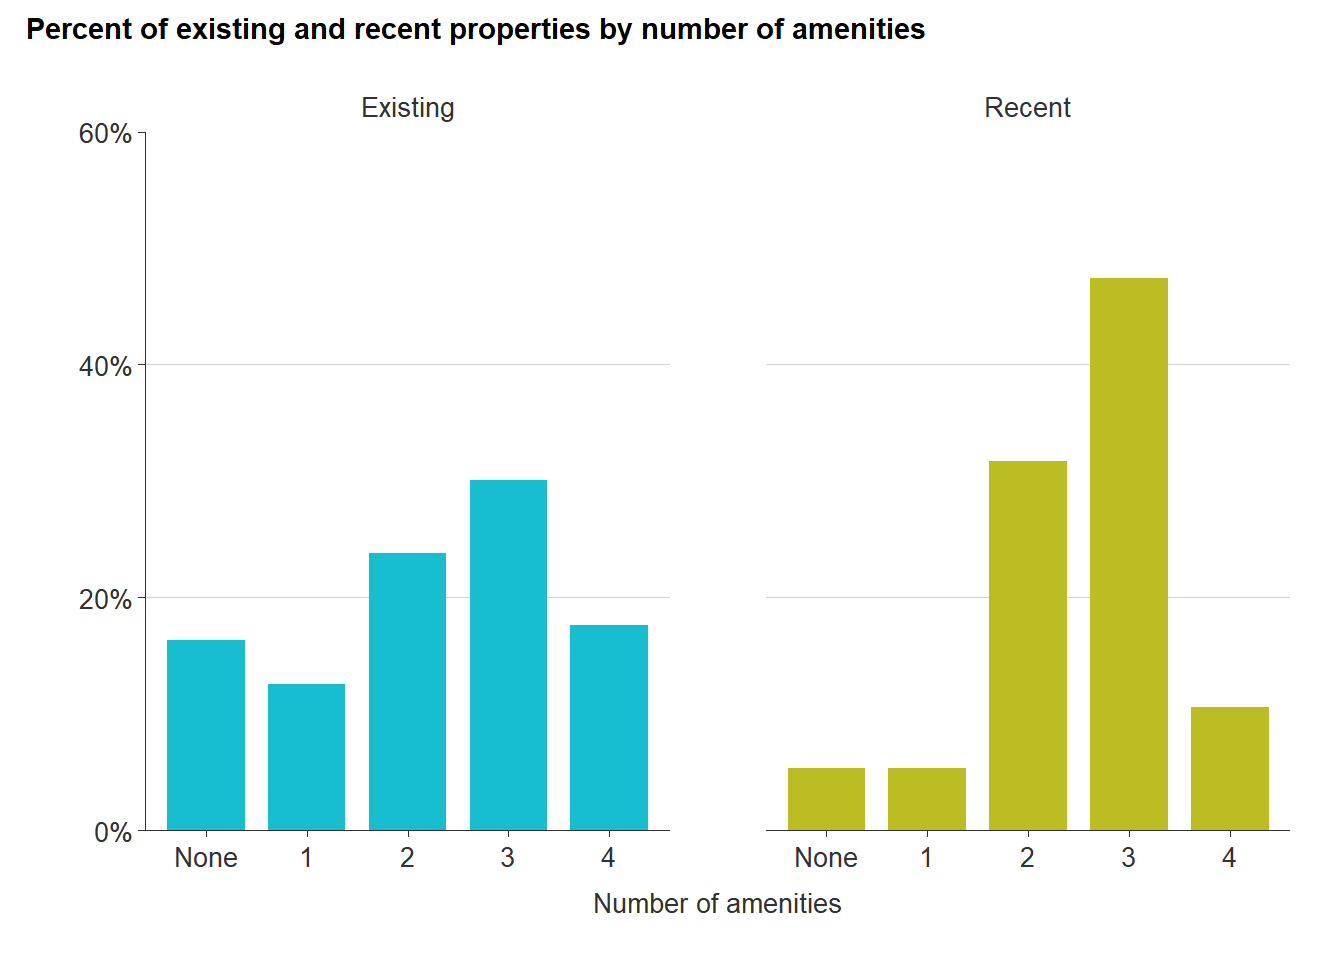 Percent of existing and recent properties by number of amenities
Existing
Recent
60%
40%
20%
0%
None 1 2 3 4
None 1 2 3 4
Number of amenities